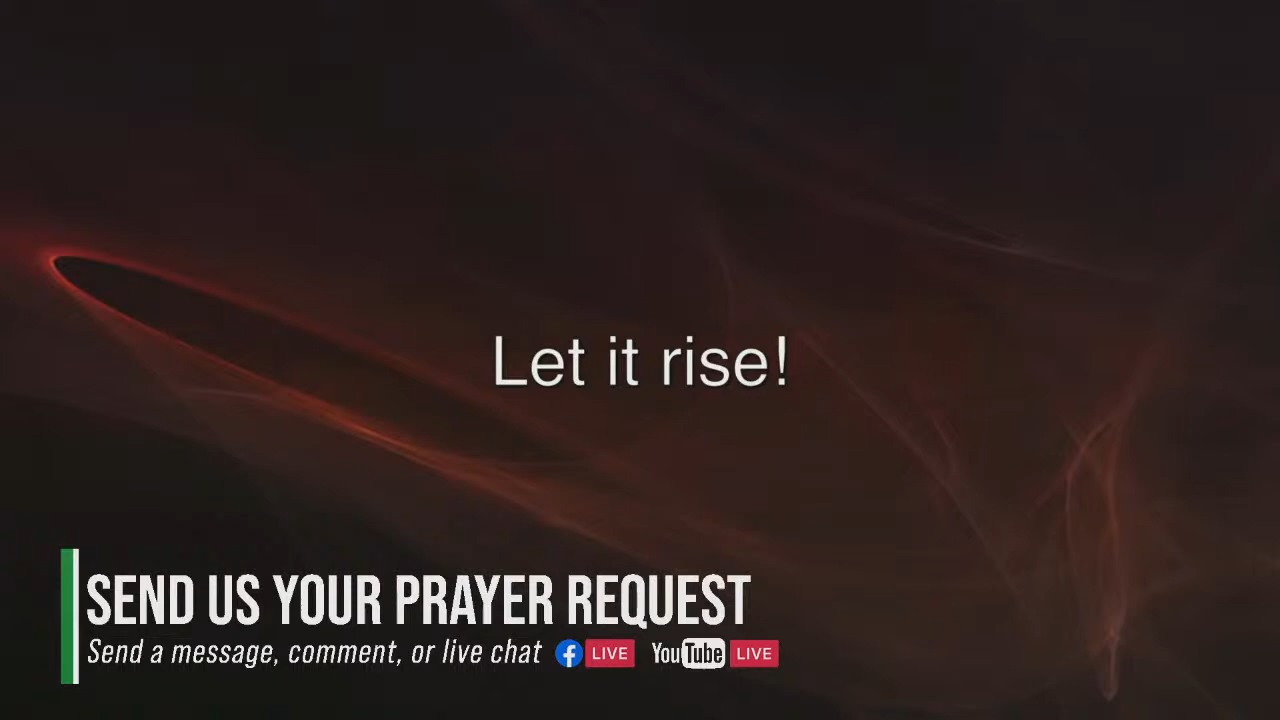 Let it rise!
SEND US YOUR PRAYER REQUEST
Send a message, comment, or live chat f LIVE YouTube LIVE